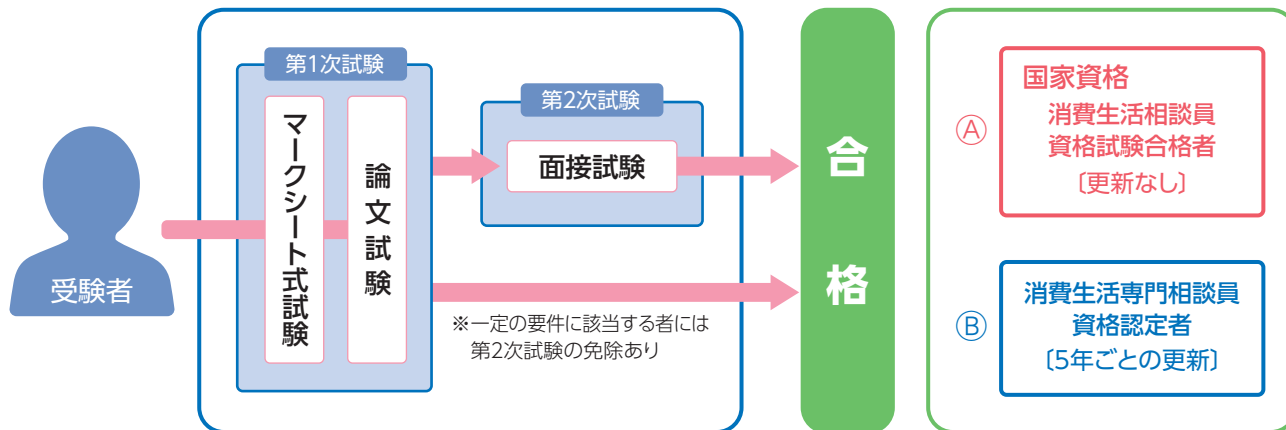 受験者
第1次試験
マークシート式試験
論文試験
第2次試験
面接試験
※一定の要件に該当する者には
第2次試験の免除あり
合格
Ⓐ
国家資格
消費生活相談員
資格試験合格者
〔更新なし〕
Ⓑ
消費生活専門相談員
資格認定者
〔5年ごとの更新〕